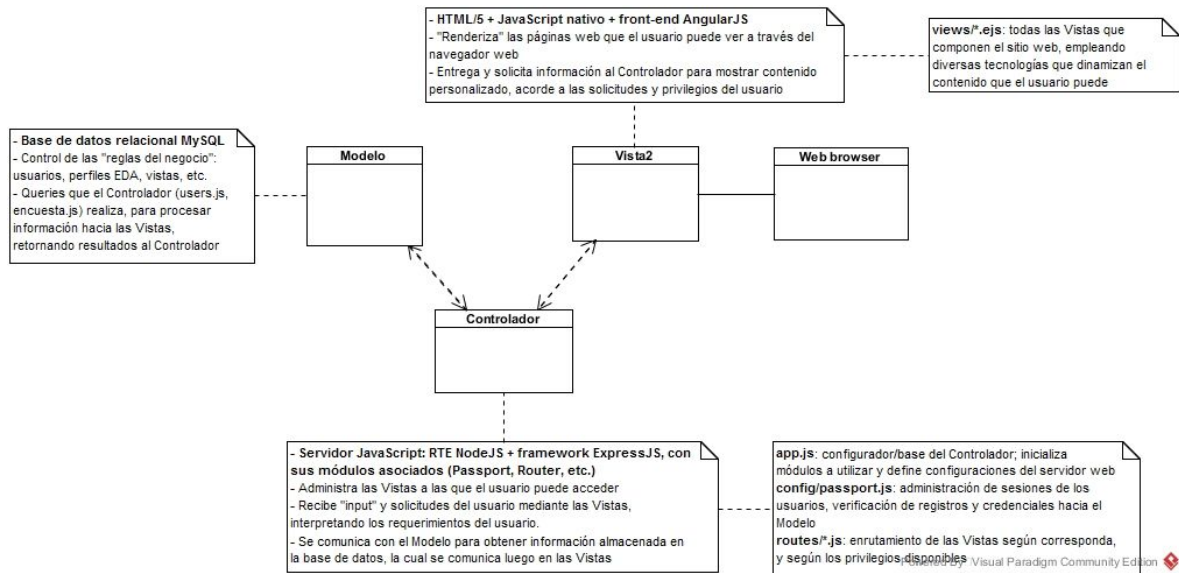 - HTML/5 + JavaScript nativo + front-end AngularJS
- "Renderiza" las páginas web que el usuario puede ver a través del
navegador web
- Entrega y solicita información al Controlador para mostrar contenido
personalizado, acorde a las solicitudes y privilegios del usuario
views/*.ejs: todas las Vistas que
componen el sitio web, empleando
diversas tecnologías que dinamizan el
contenido que el usuario puede
- Base de datos relacional MySQL
- Control de las "reglas del negocio":
usuarios, perfiles EDA, vistas, etc.
- Queries que el Controlador (users.js,
encuesta.js) realiza, para procesar
información hacia las Vistas,
retornando resultados al Controlador
Modelo
Vista2
Web browser
Controlador
- Servidor JavaScript: RTE NodeJS + framework ExpressJS, con
sus módulos asociados (Passport, Router, etc.)
- Administra las Vistas a las que el usuario puede acceder
- Recibe "input" y solicitudes del usuario mediante las Vistas,
interpretando los requerimientos del usuario.
- Se comunica con el Modelo para obtener información almacenada en
la base de datos, la cual se comunica luego en las Vistas
app.js: configurador/base del Controlador; inicializa
módulos a utilizar y define configuraciones del servidor web
config/passport.js: administración de sesiones de los
usuarios, verificación de registros y credenciales hacia el
Modelo
routes/*.js: enrutamiento de las Vistas según corresponda,
y según los privilegios disponibles
Powered By Visual Paradigm Community Edition